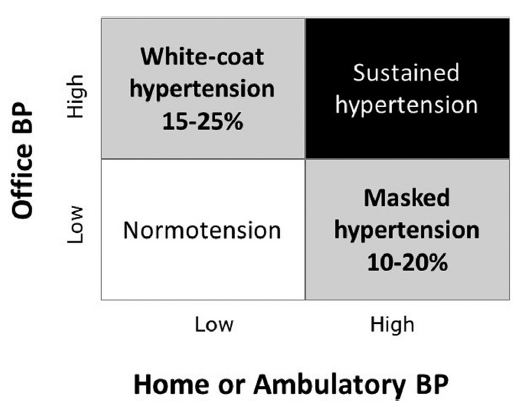 Office BP
High
Low
White-coat
hypertension
15-25%
Sustained
hypertension
Normotension
Masked
hypertension
10-20%
Low
High
Home or Ambulatory BP